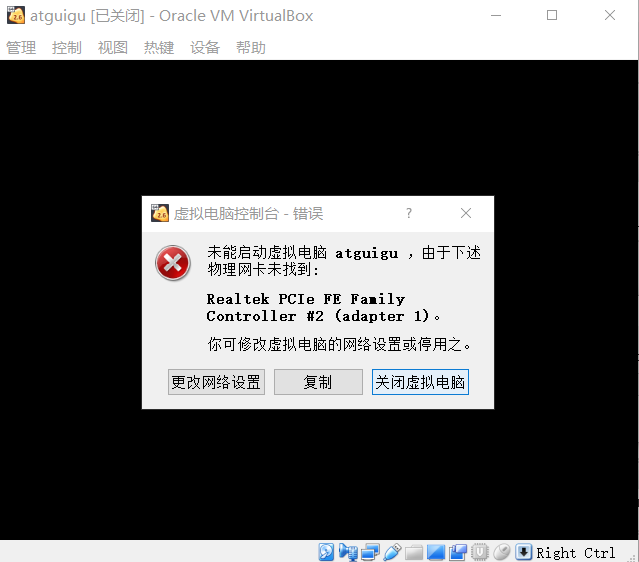 atguigu [已关闭] - Oracle VM VirtualBox
管理 控制 视图 热键 设备 帮助
虚拟电脑控制台 - 错误
未能启动虚拟电脑 atguigu ，由于下述
物理网卡未找到:
Realtek PCIe FE Family
Controller #2 (adapter 1)。
你可修改虚拟电脑的网络设置或停用之。
更改网络设置 复制 关闭虚拟电脑
Right Ctrl